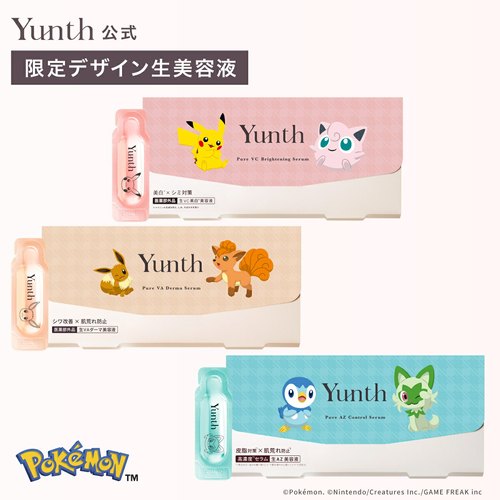 Yunth 公式
限定デザイン生美容液
Yunth
Yunth
Pure VC Brightening Serum
美白*×シミ対策
医薬部外品 生VC美白*美容液
Yunth
Yunth
Pure VA Derma Serum
シワ改善×肌荒れ防止
医薬部外品 生VAダーマ美容液
Yunth
Yunth
Pure AZ Control Serum
皮脂対策*×肌荒れ防止
高濃度*セラム 生AZ美容液
POKéMON TM
©Pokémon. ©Nintendo/Creatures Inc./GAME FREAK inc